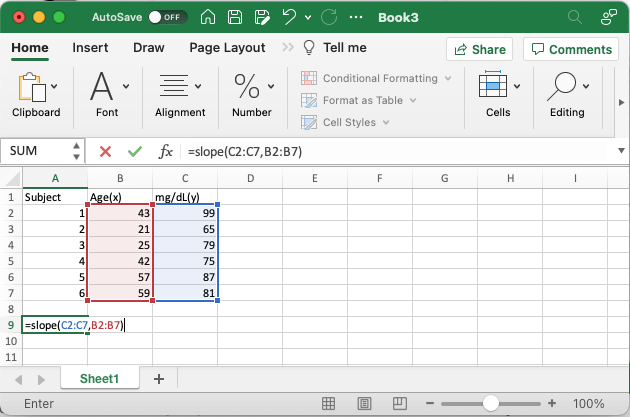 AutoSave OFF Book3
Home Insert Draw Page Layout Tell me Share Comments
Clipboard Font Alignment Number Conditional Formatting Format as Table Cell Styles Cells Editing
SUM fx =slope(C2:C7,B2:B7)
A B C D E F G H I
1 Subject Age(x) mg/dL(y)
2 1 43 99
3 2 21 65
4 3 25 79
5 4 42 75
6 5 57 87
7 6 59 81
8
9 =slope(C2:C7,B2:B7)
10
11
Sheet1
Enter 100%